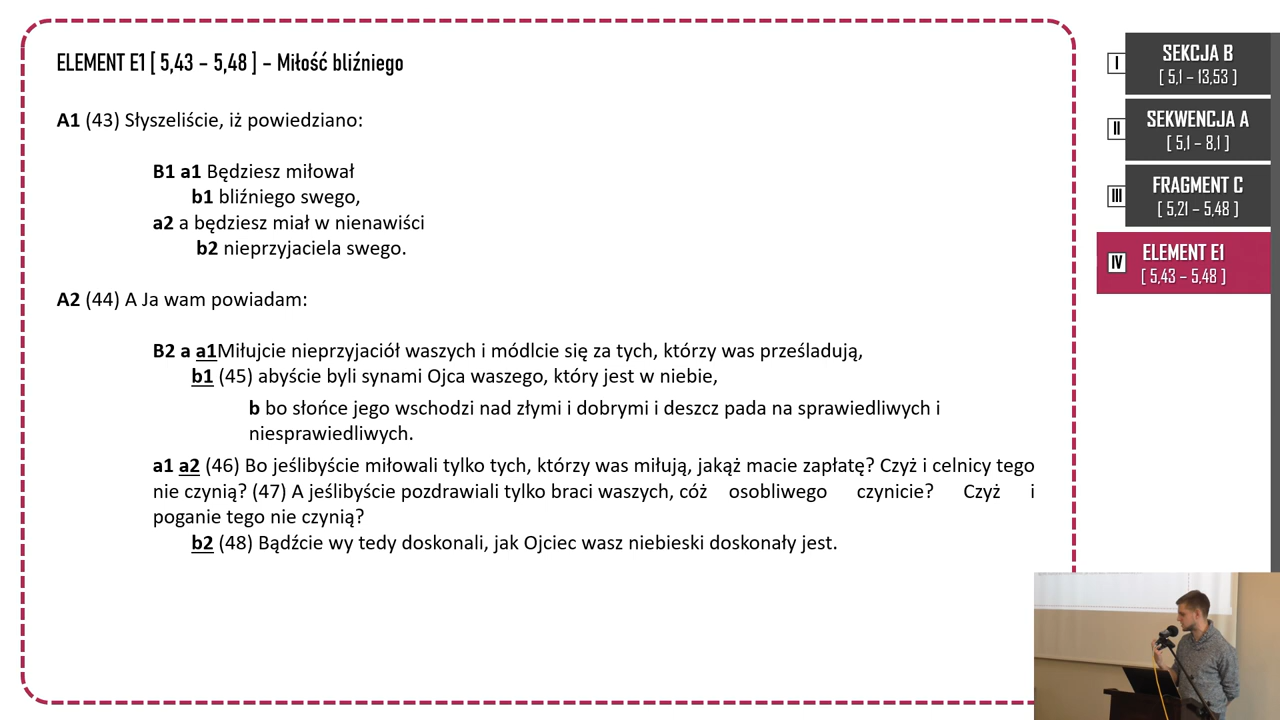 ELEMENT E1 [ 5,43 – 5,48 ] – Miłość bliźniego
A1 (43) Słyszeliście, iż powiedziano:
B1 a1 Będziesz miłował
b1 bliźniego swego,
a2 a będziesz miał w nienawiści
b2 nieprzyjaciela swego.
A2 (44) A Ja wam powiadam:
B2 a a1Miłujcie nieprzyjaciół waszych i módlcie się za tych, którzy was prześladują,
b1 (45) abyście byli synami Ojca waszego, który jest w niebie,
b bo słońce jego wschodzi nad złymi i dobrymi i deszcz pada na sprawiedliwych i
niesprawiedliwych.
a1 a2 (46) Bo jeślibyście miłowali tylko tych, którzy was miłują, jakąż macie zapłatę? Czyż i celnicy tego
nie czynią? (47) A jeślibyście pozdrawiali tylko braci waszych, cóż osobliwego czynicie? Czyż i
poganie tego nie czynią?
b2 (48) Bądźcie wy tedy doskonali, jak Ojciec wasz niebieski doskonały jest.
I
SEKCJA B
[ 5,1 – 13,53 ]
II
SEKWENCJA A
[ 5,1 – 8,1 ]
III
FRAGMENT C
[ 5,21 – 5,48 ]
IV
ELEMENT E1
[ 5,43 – 5,48 ]